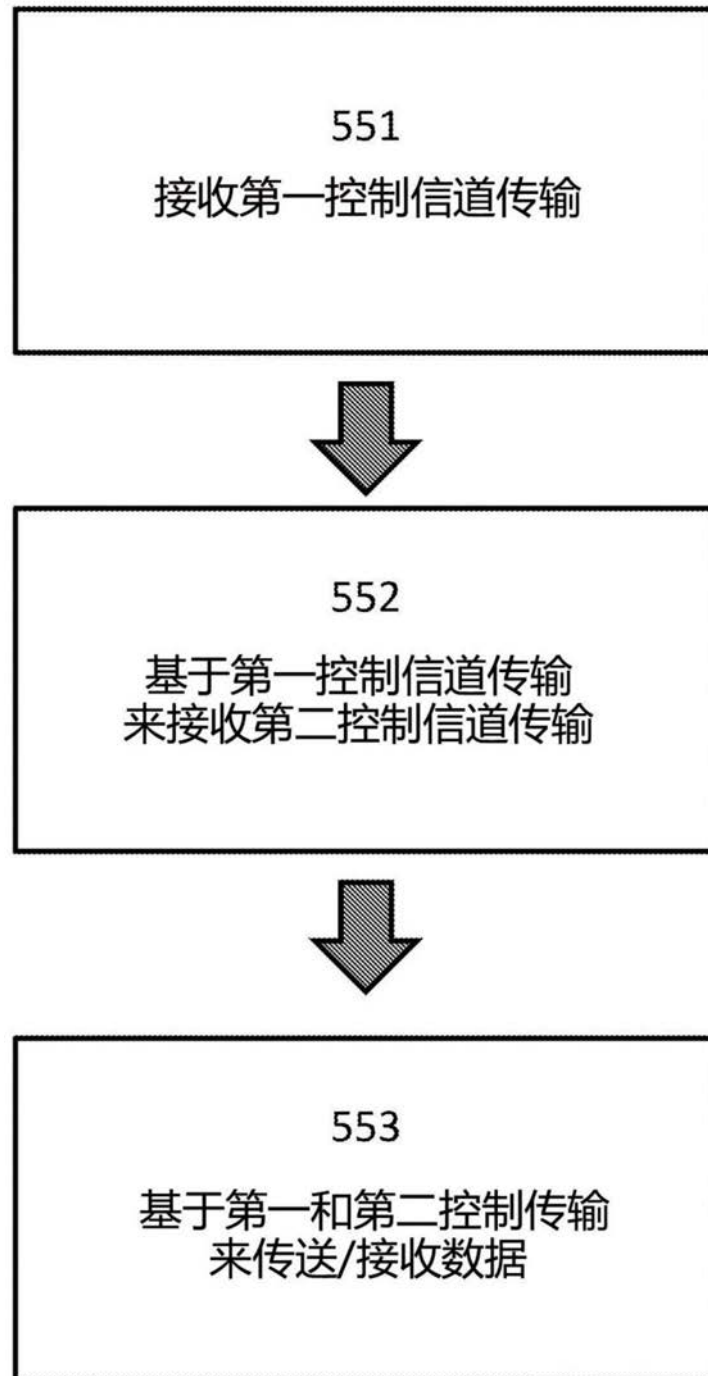 551
接收第一控制信道传输
552
基于第一控制信道传输
来接收第二控制信道传输
553
基于第一和第二控制传输
来传送/接收数据